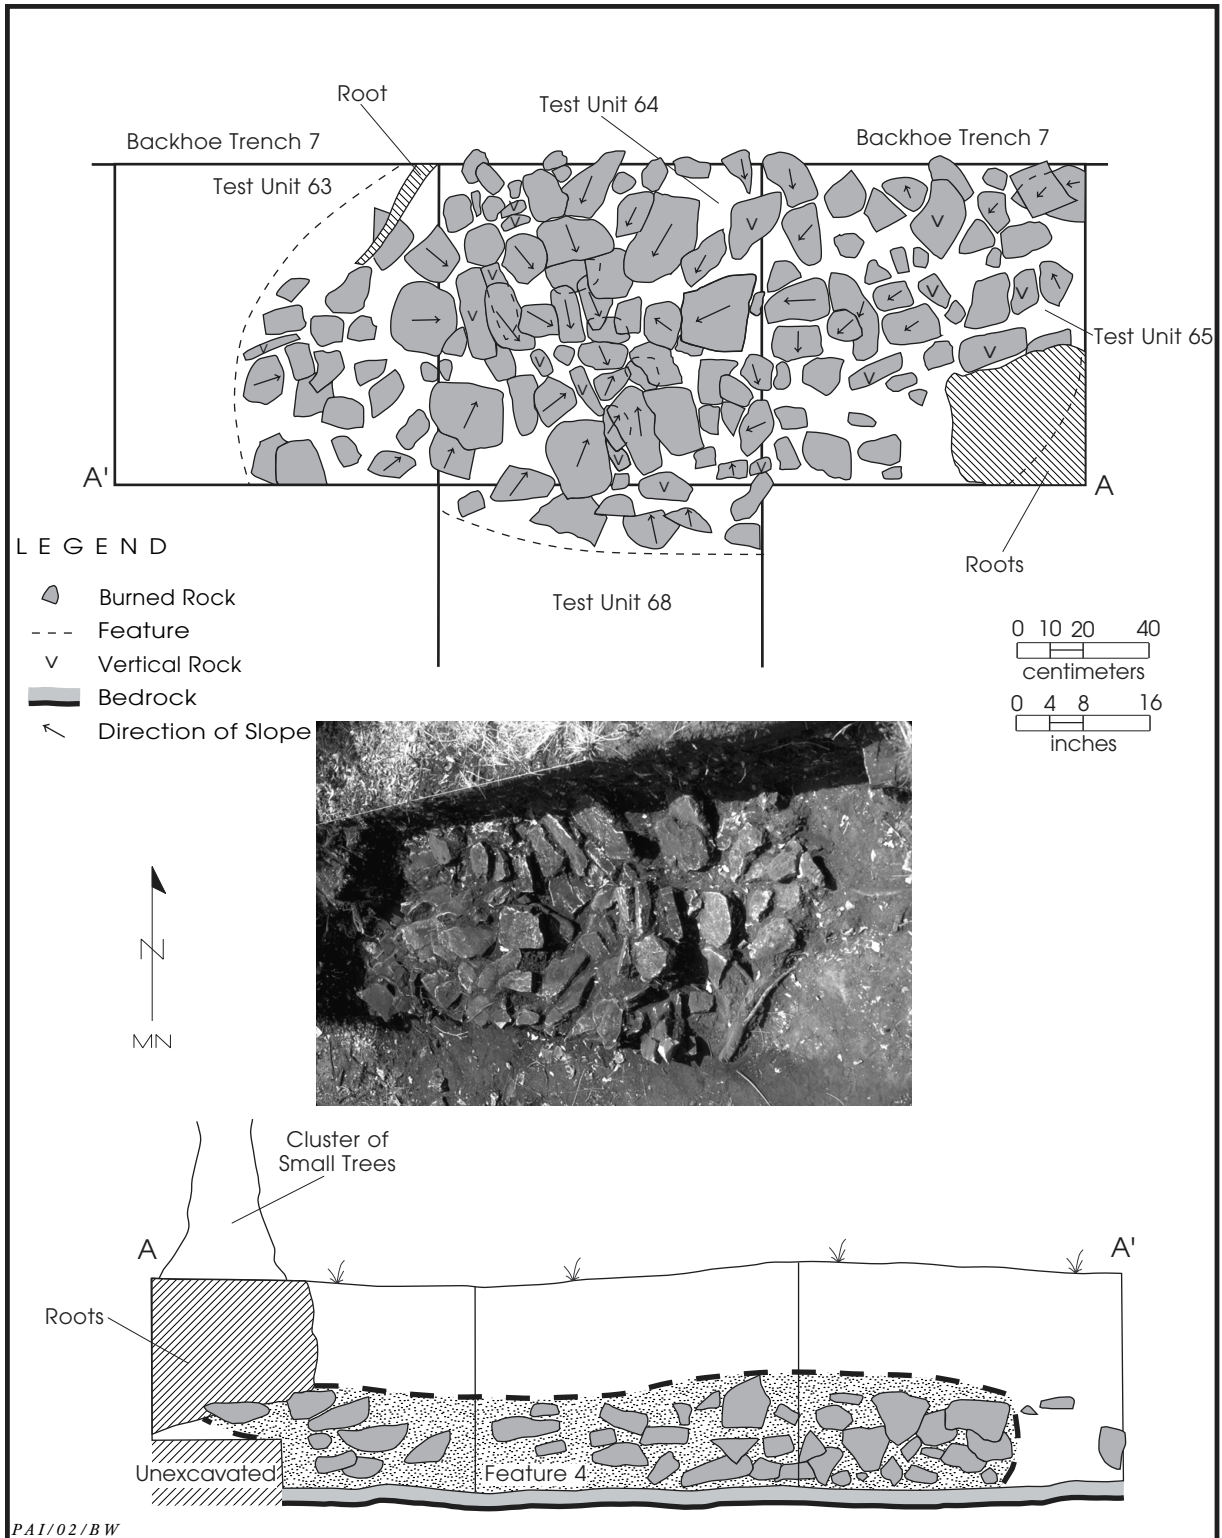 Root
Test Unit 64
Backhoe Trench 7
Backhoe Trench 7
Test Unit 63
Test Unit 65
A'
A
LEGEND
Roots
Burned Rock
Feature
Test Unit 68
Vertical Rock
Bedrock
Direction of Slope
0 10 20 40
centimeters
0 4 8 16
inches
N
MN
Cluster of
Small Trees
A
A'
Roots
Unexcavated
Feature 4
PAI/02/BW